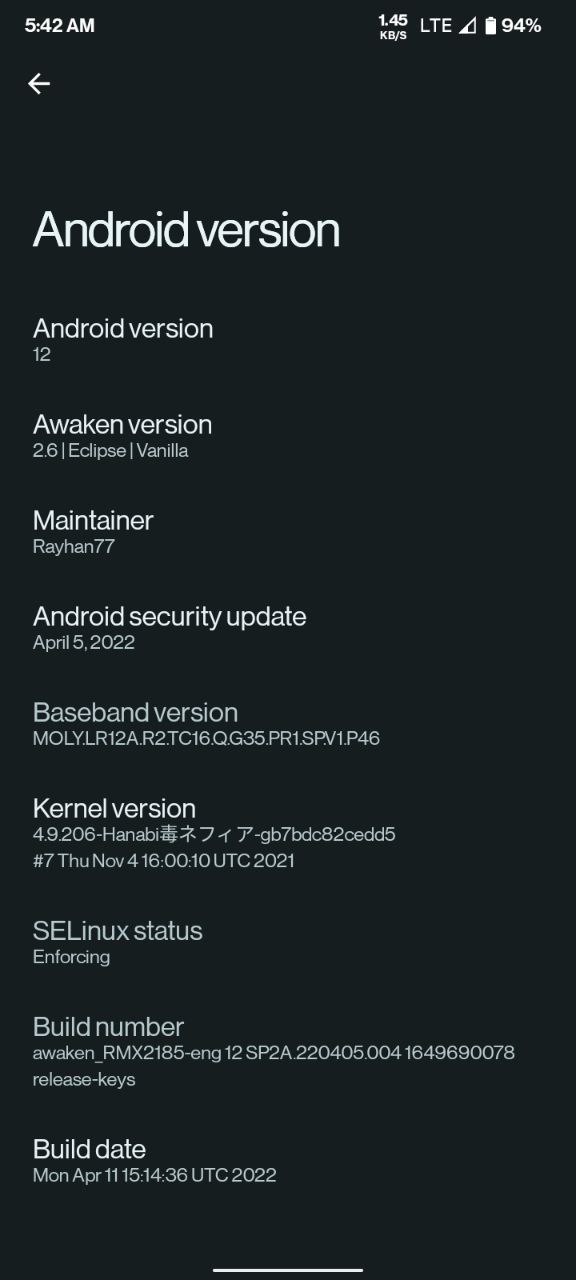 5:42 AM
1.45
KB/S
LTE
94%
Android version
Android version
12
Awaken version
2.6 | Eclipse | Vanilla
Maintainer
Rayhan77
Android security update
April 5, 2022
Baseband version
MOLY.LR12A.R2.TC16.Q.G35.PR1.SP.V1.P46
Kernel version
4.9.206-Hanabi毒ネフィア-gb7bdc82cedd5
#7 Thu Nov 4 16:00:10 UTC 2021
SELinux status
Enforcing
Build number
awaken_RMX2185-eng 12 SP2A.220405.004 1649690078
release-keys
Build date
Mon Apr 11 15:14:36 UTC 2022